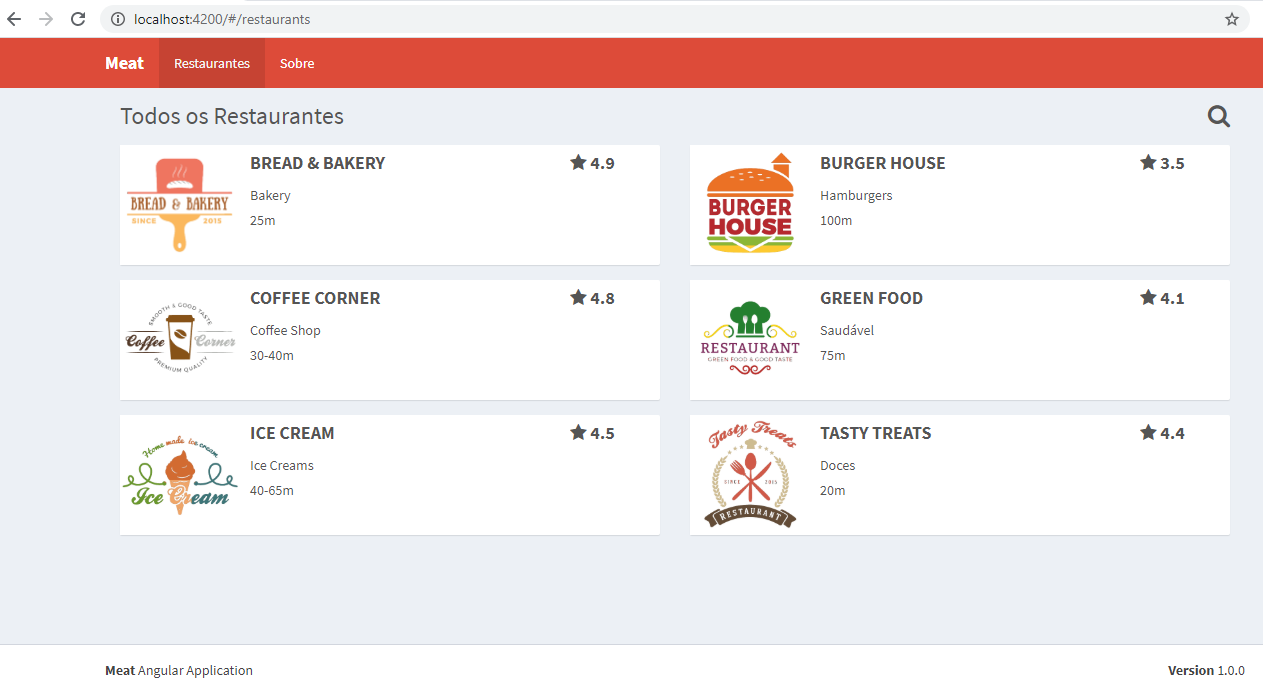 localhost:4200/#/restaurants
Meat Restaurantes Sobre
Todos os Restaurantes
BREAD & BAKERY
SINCE 2015
BREAD & BAKERY 4.9
Bakery
25m
BURGER
HOUSE
BURGER HOUSE 3.5
Hamburgers
100m
SMOOTH & GOOD TASTE
Coffee Corner
PREMIUM QUALITY
COFFEE CORNER 4.8
Coffee Shop
30-40m
RESTAURANT
GREEN FOOD & GOOD TASTE
GREEN FOOD 4.1
Saudável
75m
Home made ice cream
Ice Cream
ICE CREAM 4.5
Ice Creams
40-65m
Tasty Treats
SINCE 2015
RESTAURANT
TASTY TREATS 4.4
Doces
20m
Meat Angular Application
Version 1.0.0